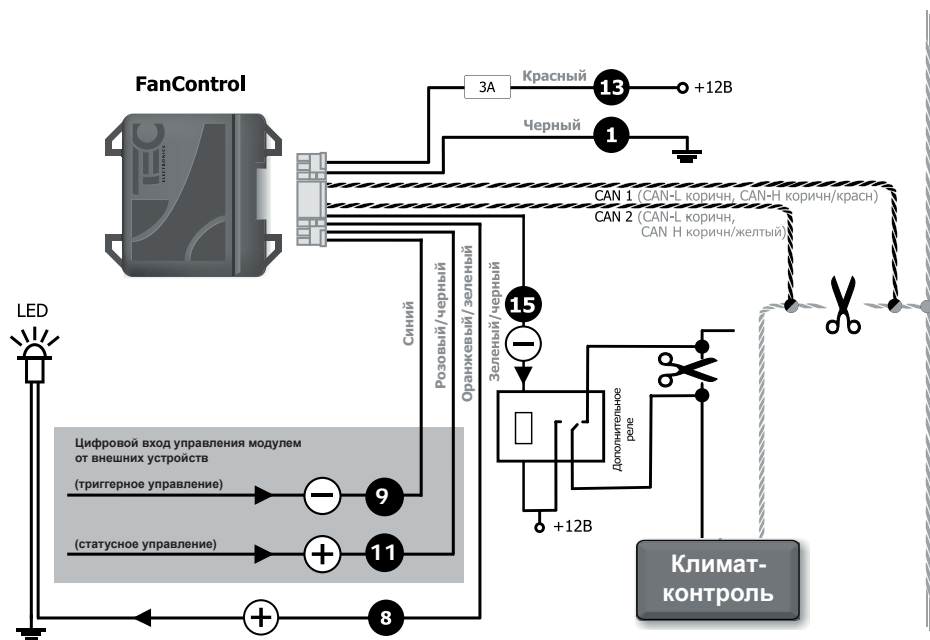 FanControl
3А
Красный
13
+12В
Черный
1
ELECTRONICS
CAN 1 (CAN-L коричн, CAN-H коричн/красн)
CAN 2 (CAN-L коричн,
CAN H коричн/желтый)
LED
Синий
Розовый/черный
Оранжевый/зеленый
Зеленый/черный
15
Дополнительное
реле
+12В
Цифровой вход управления модулем
от внешних устройств
(триггерное управление)
9
(статусное управление)
11
8
Климат-
контроль